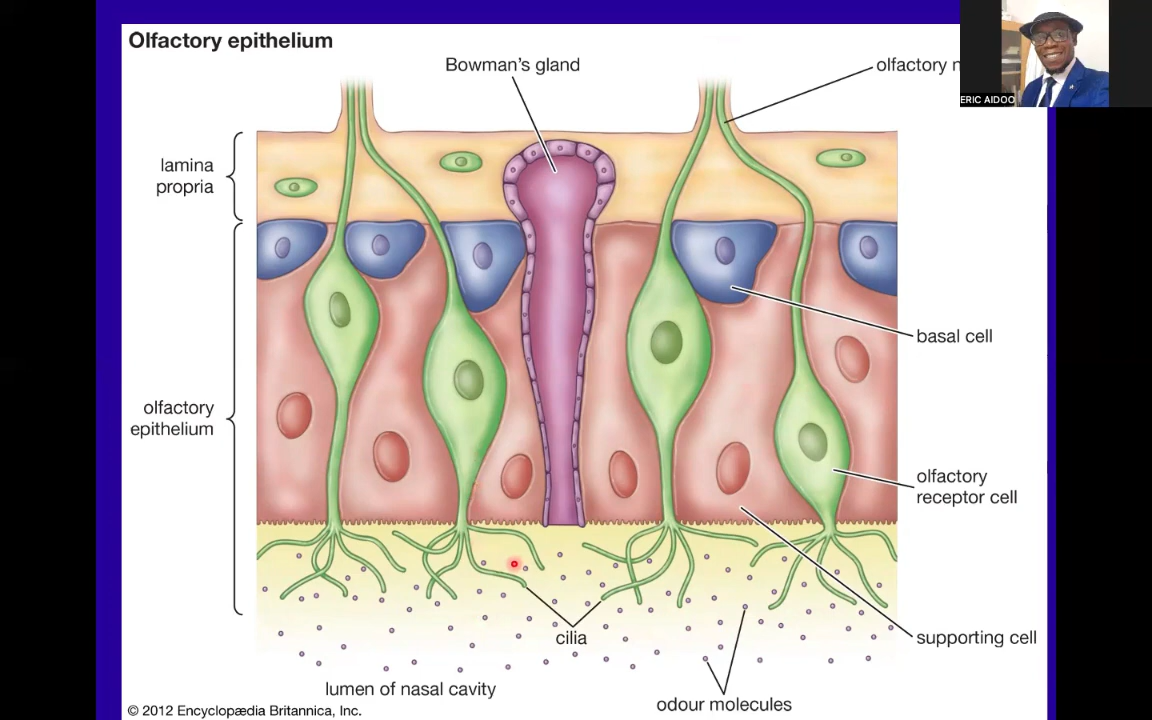 Olfactory epithelium
Bowman's gland
olfactory n
ERIC AIDOO
lamina
propria
basal cell
olfactory
epithelium
olfactory
receptor cell
cilia
supporting cell
lumen of nasal cavity
odour molecules
© 2012 Encyclopædia Britannica, Inc.